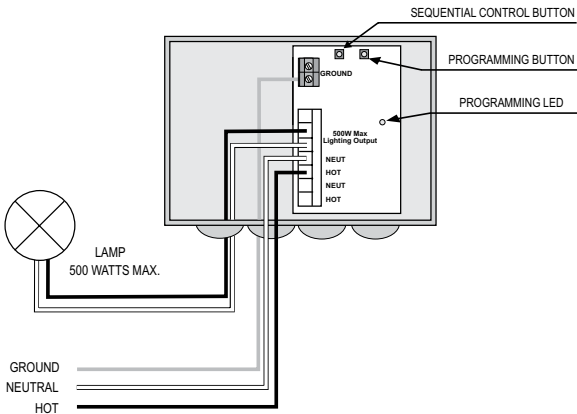 SEQUENTIAL CONTROL BUTTON
PROGRAMMING BUTTON
GROUND
PROGRAMMING LED
500W Max
Lighting Output
NEUT
HOT
NEUT
HOT
LAMP
500 WATTS MAX.
GROUND
NEUTRAL
HOT